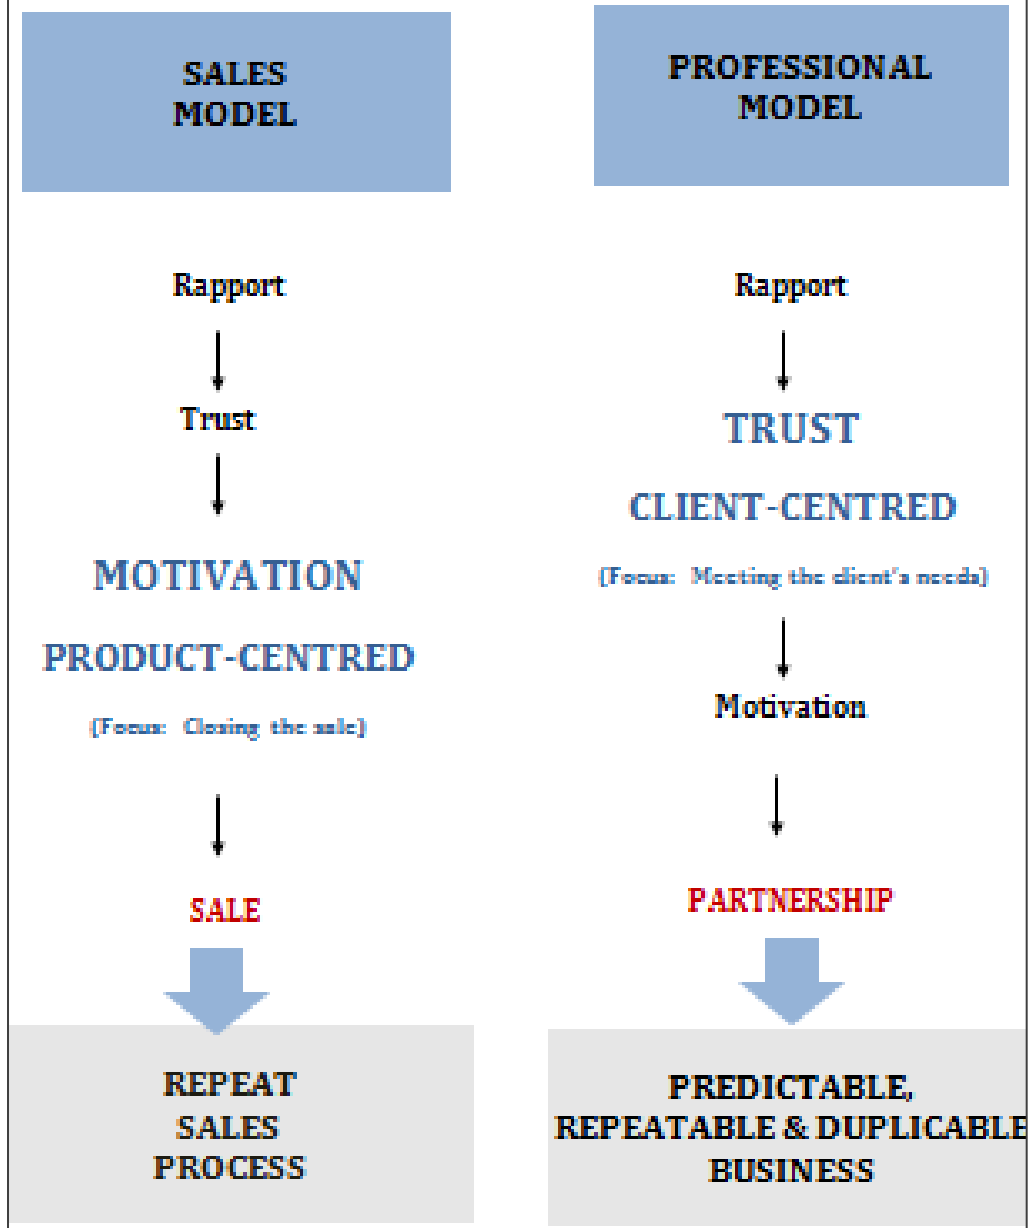 SALES
MODEL
Rapport
Trust
MOTIVATION
PRODUCT-CENTRED
(Focus: Closing the sale)
SALE
REPEAT
SALES
PROCESS
PROFESSIONAL
MODEL
Rapport
TRUST
CLIENT-CENTRED
(Focus: Meeting the client's needs)
Motivation
PARTNERSHIP
PREDICTABLE,
REPEATABLE & DUPLICABLE
BUSINESS